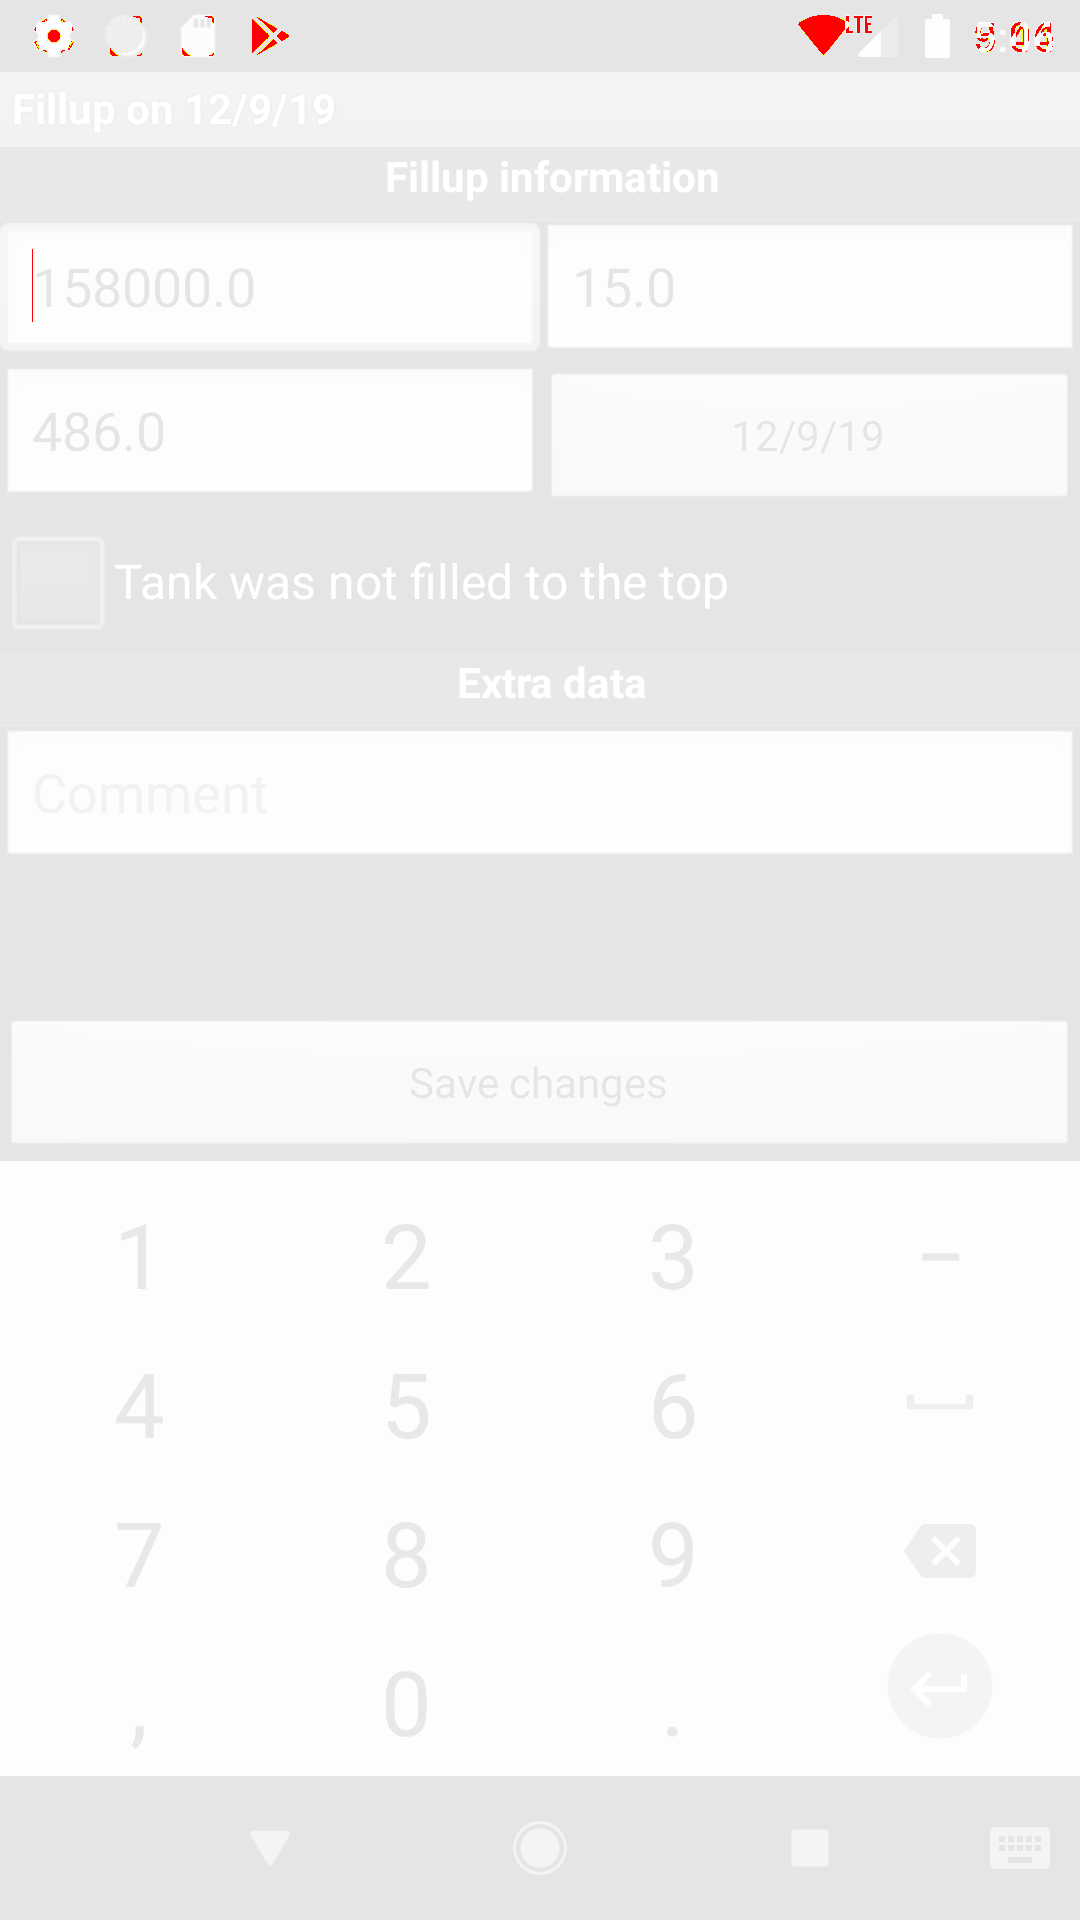 LTE
Fillup on 12/9/19
Fillup information
158000.0
15.0
486.0
12/9/19
Tank was not filled to the top
Extra data
Comment
Save changes
1 2 3 –
4 5 6
7 8 9
, 0 .